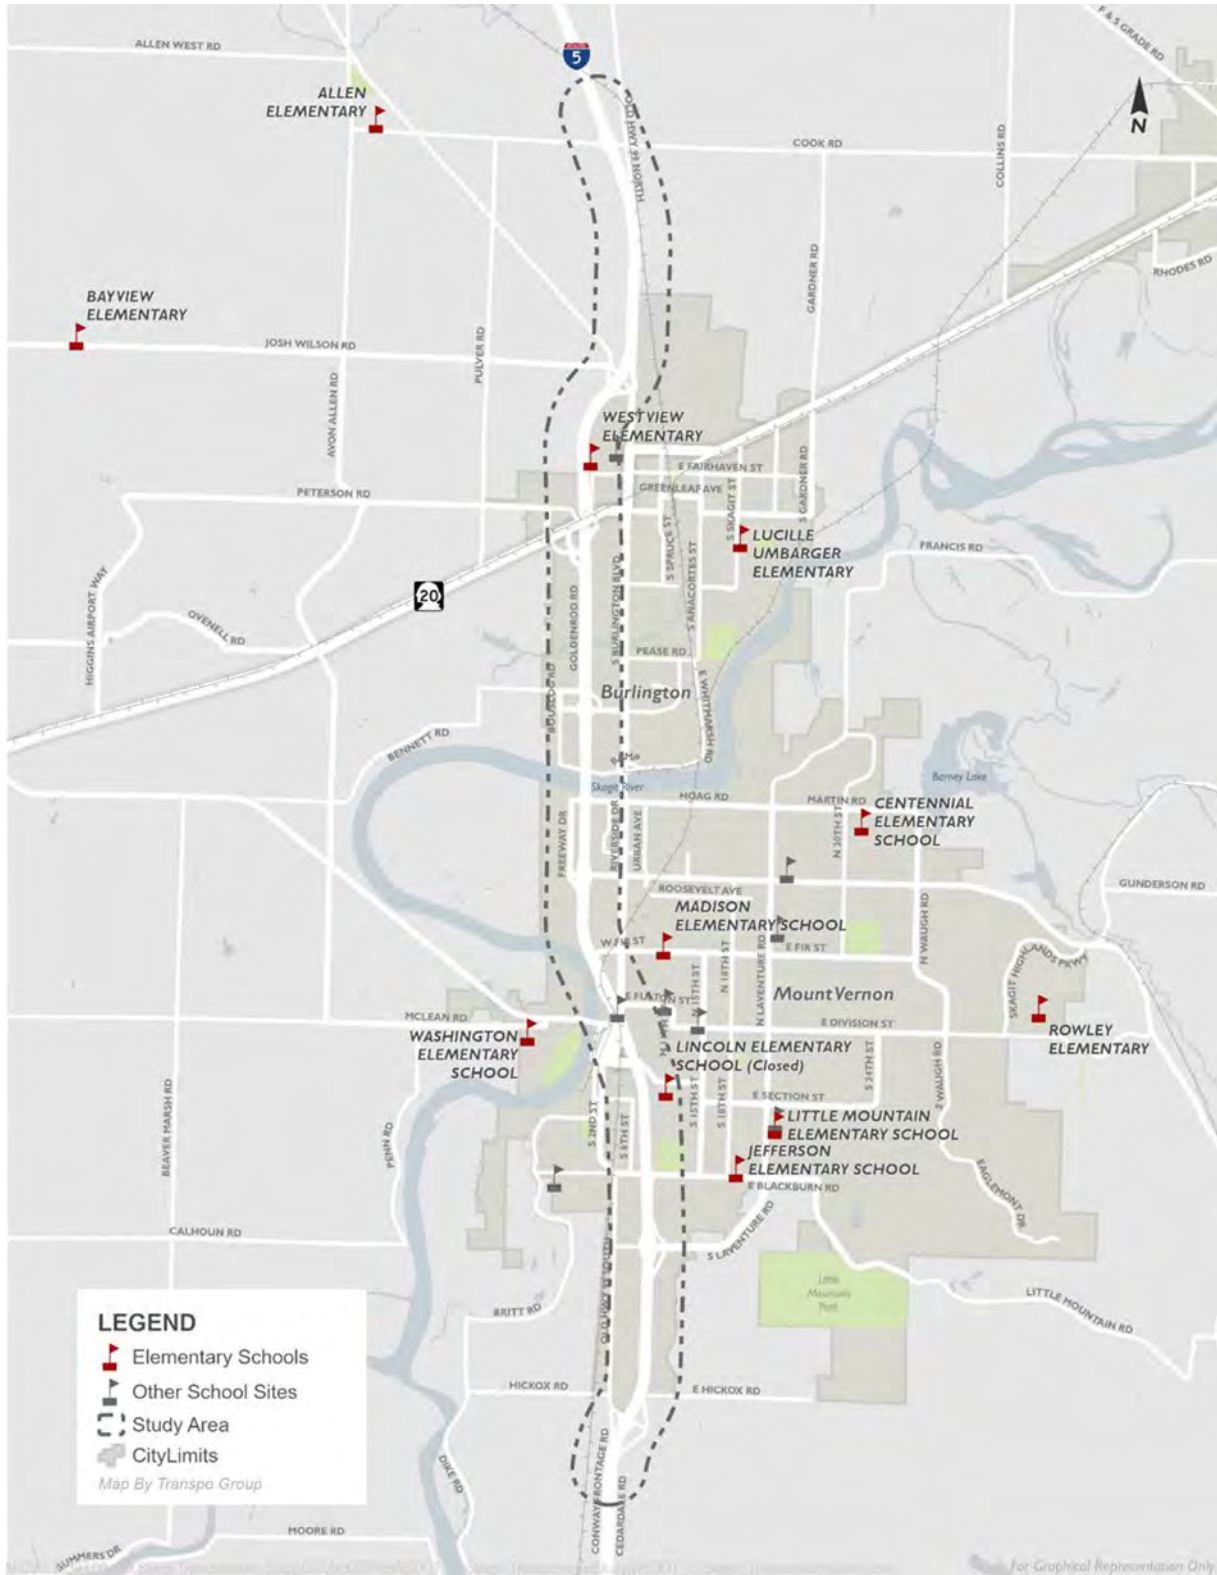 ALLEN WEST RD
F & S GRADE RD
5
ALLEN
ELEMENTARY
N
OLD HWY 99 NORTH
COOK RD
COLLINS RD
RHODES RD
GARDNER RD
BAYVIEW
ELEMENTARY
JOSH WILSON RD
PULVER RD
AVON ALLEN RD
WESTVIEW
ELEMENTARY
E FAIRHAVEN ST
GREENLEAF AVE
S SKAGIT ST
S GARDNER RD
PETERSON RD
S SPRUCE ST
S ANACORTES ST
LUCILLE
UMBARGER
ELEMENTARY
FRANCIS RD
HIGGINS AIRPORT WAY
20
OVENELL RD
GOLDENROD RD
S BURLINGTON BLVD
PEASE RD
BOUSLOG RD
Burlington
E WHITMARSH RD
BENNETT RD
Skagit River
HOAG RD
MARTIN RD
Barney Lake
CENTENNIAL
ELEMENTARY
SCHOOL
N 30TH ST
FREEWAY DR
RIVERSIDE DR
URBAN AVE
ROOSEVELT AVE
GUNDERSON RD
MADISON
ELEMENTARY SCHOOL
W FIR ST
E FIR ST
N LAVENTURE RD
N 18TH ST
N WAUGH RD
SKAGIT HIGHLANDS PKWY
N 15TH ST
E FULTON ST
Mount Vernon
MCLEAN RD
E DIVISION ST
WASHINGTON
ELEMENTARY
SCHOOL
LINCOLN ELEMENTARY
SCHOOL (Closed)
ROWLEY
ELEMENTARY
BEAVER MARSH RD
PENN RD
S 2ND ST
S 6TH ST
S 15TH ST
S 18TH ST
E SECTION ST
S 24TH ST
S WAUGH RD
LITTLE MOUNTAIN
ELEMENTARY SCHOOL
JEFFERSON
ELEMENTARY SCHOOL
E BLACKBURN RD
EAGLEMONT DR
CALHOUN RD
S LAVENTURE RD
OLD HWY 99 SOUTH
Little
Mountain
Park
LITTLE MOUNTAIN RD
BRITT RD
LEGEND
Elementary Schools
Other School Sites
Study Area
CityLimits
Map By Transpo Group
HICKOX RD
E HICKOX RD
DIKE RD
CONWAY FRONTAGE RD
CEDARDALE RD
MOORE RD
SUMMERS DR
For Graphical Representation Only